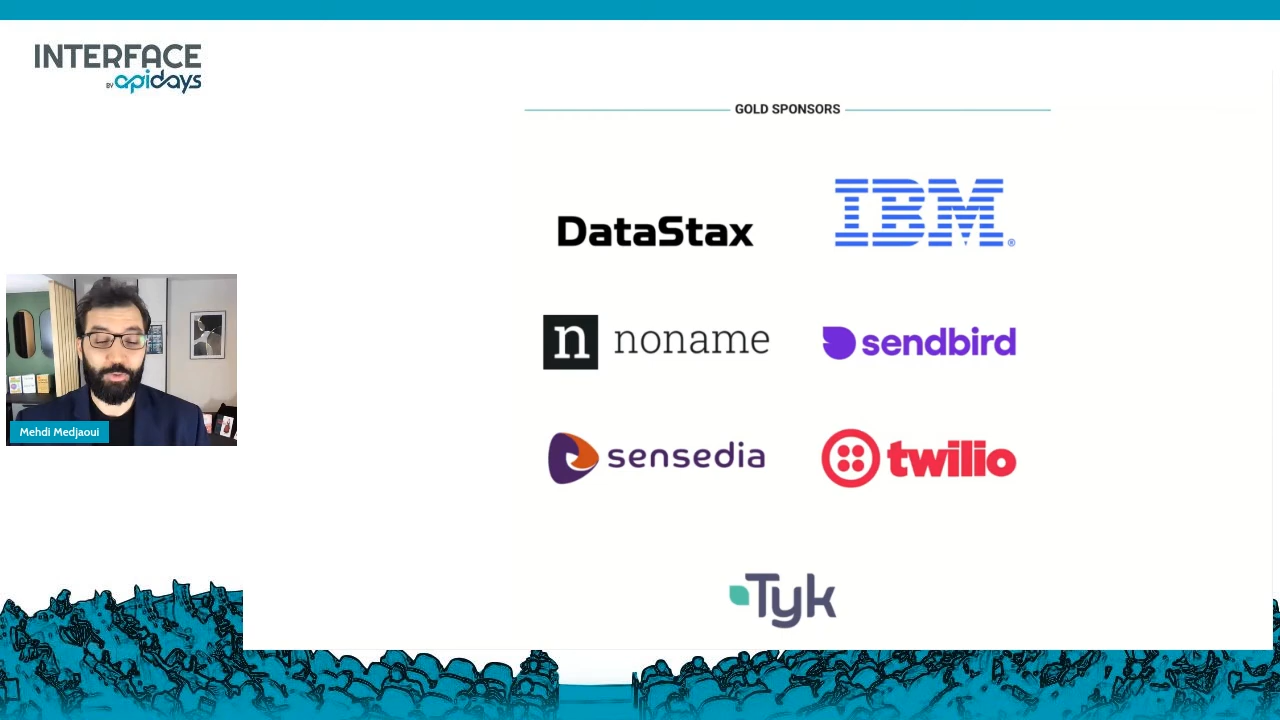 INTERFACE
BY apidays
GOLD SPONSORS
DataStax
IBM®
n noname
sendbird
sensedia
twilio
Tyk
Mehdi Medjaoui